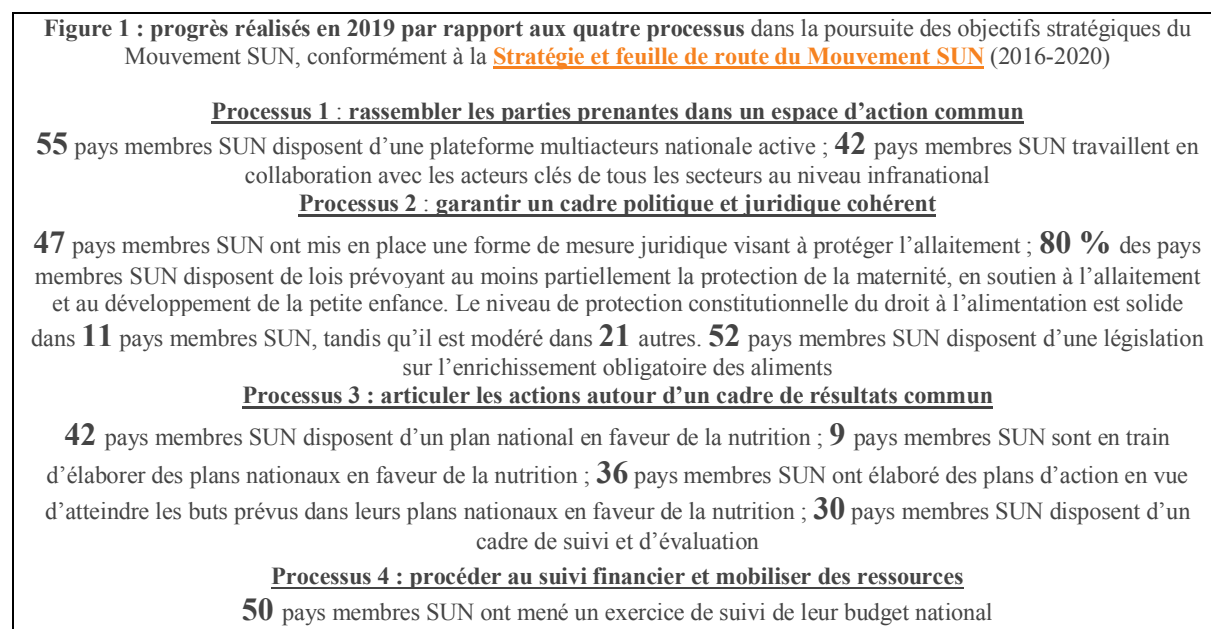 Figure 1 : progrès réalisés en 2019 par rapport aux quatre processus dans la poursuite des objectifs stratégiques du
Mouvement SUN, conformément à la Stratégie et feuille de route du Mouvement SUN (2016-2020)
Processus 1 : rassembler les parties prenantes dans un espace d’action commun
55 pays membres SUN disposent d’une plateforme multiacteurs nationale active ; 42 pays membres SUN travaillent en
collaboration avec les acteurs clés de tous les secteurs au niveau infranational
Processus 2 : garantir un cadre politique et juridique cohérent
47 pays membres SUN ont mis en place une forme de mesure juridique visant à protéger l’allaitement ; 80 % des pays
membres SUN disposent de lois prévoyant au moins partiellement la protection de la maternité, en soutien à l’allaitement
et au développement de la petite enfance. Le niveau de protection constitutionnelle du droit à l’alimentation est solide
dans 11 pays membres SUN, tandis qu’il est modéré dans 21 autres. 52 pays membres SUN disposent d’une législation
sur l’enrichissement obligatoire des aliments
Processus 3 : articuler les actions autour d’un cadre de résultats commun
42 pays membres SUN disposent d’un plan national en faveur de la nutrition ; 9 pays membres SUN sont en train
d’élaborer des plans nationaux en faveur de la nutrition ; 36 pays membres SUN ont élaboré des plans d’action en vue
d’atteindre les buts prévus dans leurs plans nationaux en faveur de la nutrition ; 30 pays membres SUN disposent d’un
cadre de suivi et d’évaluation
Processus 4 : procéder au suivi financier et mobiliser des ressources
50 pays membres SUN ont mené un exercice de suivi de leur budget national